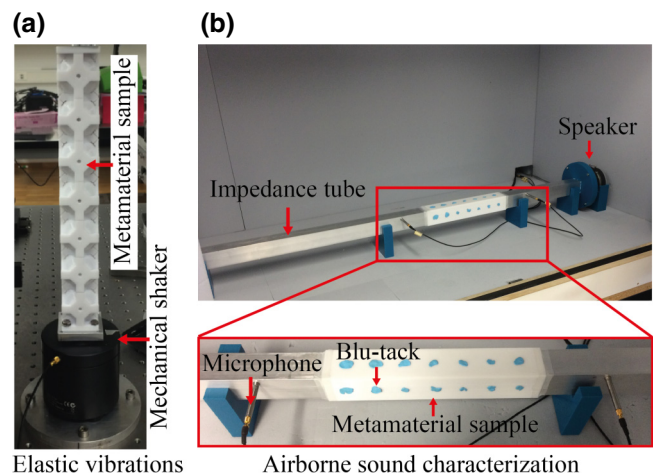 (a)
Metamaterial sample
Mechanical shaker
Elastic vibrations
(b)
Speaker
Impedance tube
Blu-tack
Microphone
Metamaterial sample
Airborne sound characterization